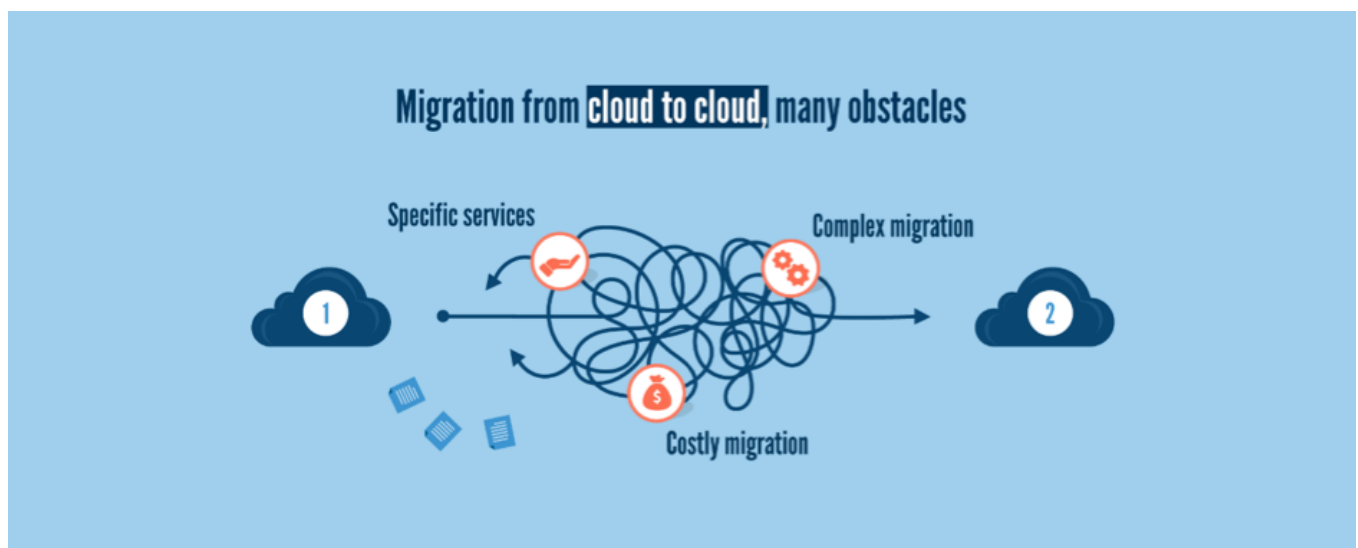 Migration from cloud to cloud, many obstacles
Specific services
Complex migration
1
2
$
Costly migration